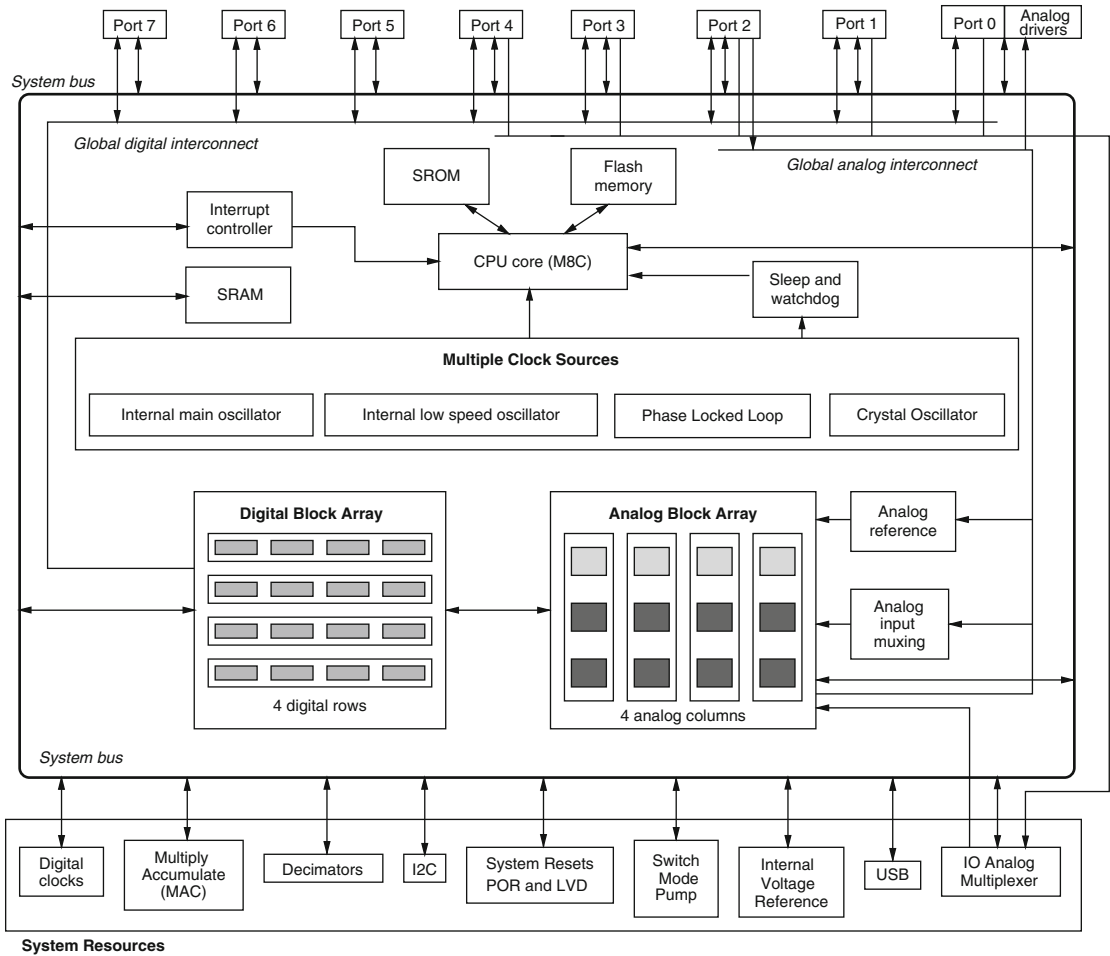 Port 7
Port 6
Port 5
Port 4
Port 3
Port 2
Port 1
Port 0
Analog
drivers
System bus
Global digital interconnect
Global analog interconnect
SROM
Flash
memory
Interrupt
controller
CPU core (M8C)
SRAM
Sleep and
watchdog
Multiple Clock Sources
Internal main oscillator
Internal low speed oscillator
Phase Locked Loop
Crystal Oscillator
Digital Block Array
4 digital rows
Analog Block Array
4 analog columns
Analog
reference
Analog
input
muxing
System bus
Digital
clocks
Multiply
Accumulate
(MAC)
Decimators
I2C
System Resets
POR and LVD
Switch
Mode
Pump
Internal
Voltage
Reference
USB
IO Analog
Multiplexer
System Resources